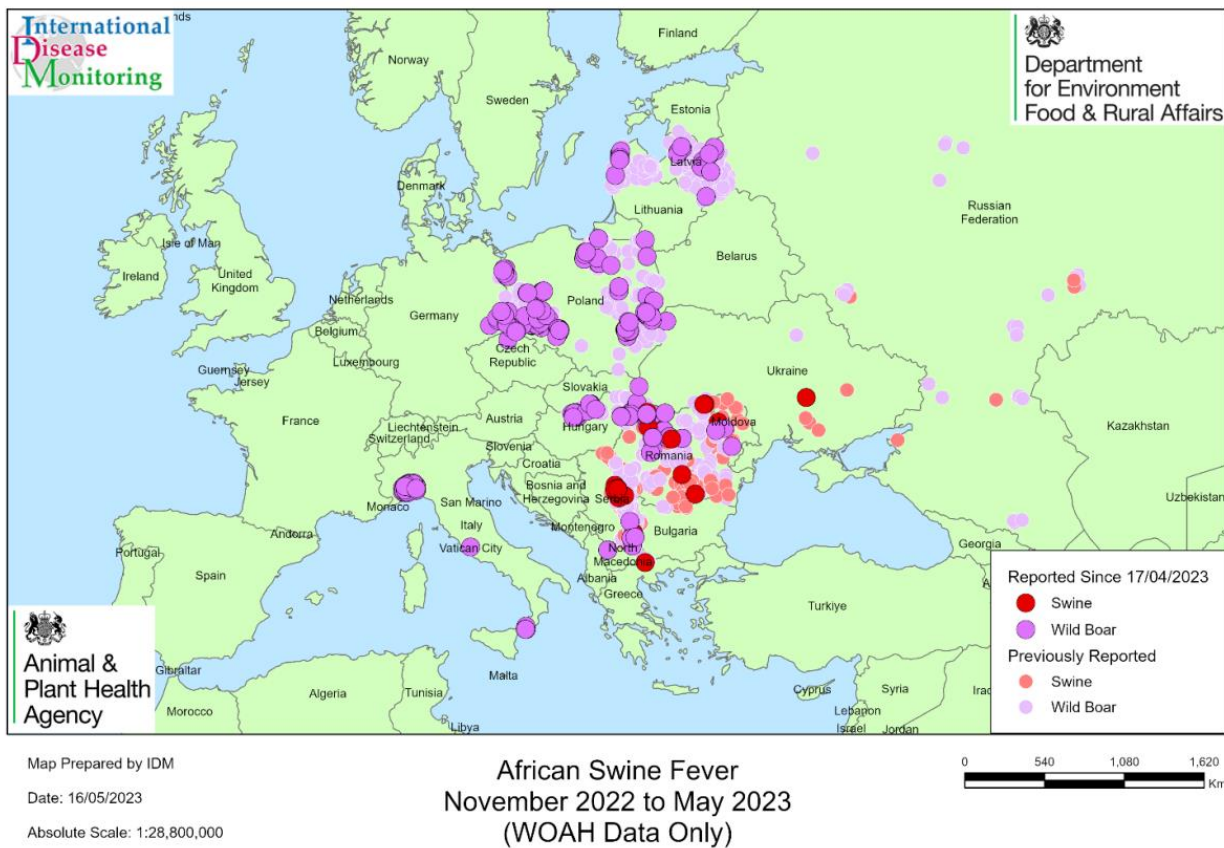 International
Disease
Monitoring
Department
for Environment
Food & Rural Affairs
Finland
Norway
Sweden
Estonia
Latvia
Denmark
Lithuania
Russian
Federation
Isle of Man
Ireland
United
Kingdom
Belarus
Netherlands
Poland
Germany
Belgium
Luxembourg
Czech
Republic
Ukraine
Guernsey
Jersey
Slovakia
France
Austria
Liechtenstein
Switzerland
Hungary
Moldova
Kazakhstan
Slovenia
Romania
Croatia
Bosnia and
Herzegovina
Serbia
Uzbekistan
Monaco
San Marino
Italy
Montenegro
Bulgaria
Georgia
Andorra
Vatican City
North
Macedonia
Portugal
Spain
Albania
Greece
Turkiye
Gibraltar
Malta
Algeria
Tunisia
Morocco
Libya
Cyprus
Syria
Lebanon
Israel
Jordan
Animal &
Plant Health
Agency
Reported Since 17/04/2023
Swine
Wild Boar
Previously Reported
Swine
Wild Boar
Map Prepared by IDM
Date: 16/05/2023
Absolute Scale: 1:28,800,000
African Swine Fever
November 2022 to May 2023
(WOAH Data Only)
0 540 1,080 1,620
Km